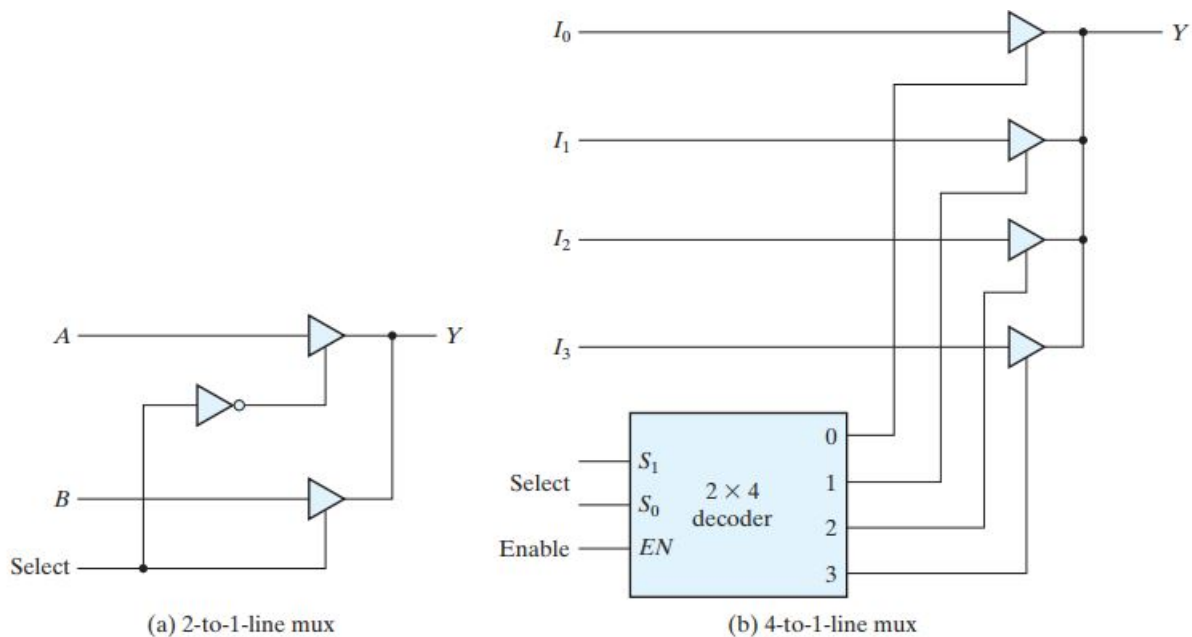 A
Y
B
Select
(a) 2-to-1-line mux
I₀
Y
I₁
I₂
I₃
Select
Enable
S₁
S₀
EN
2 × 4
decoder
0
1
2
3
(b) 4-to-1-line mux